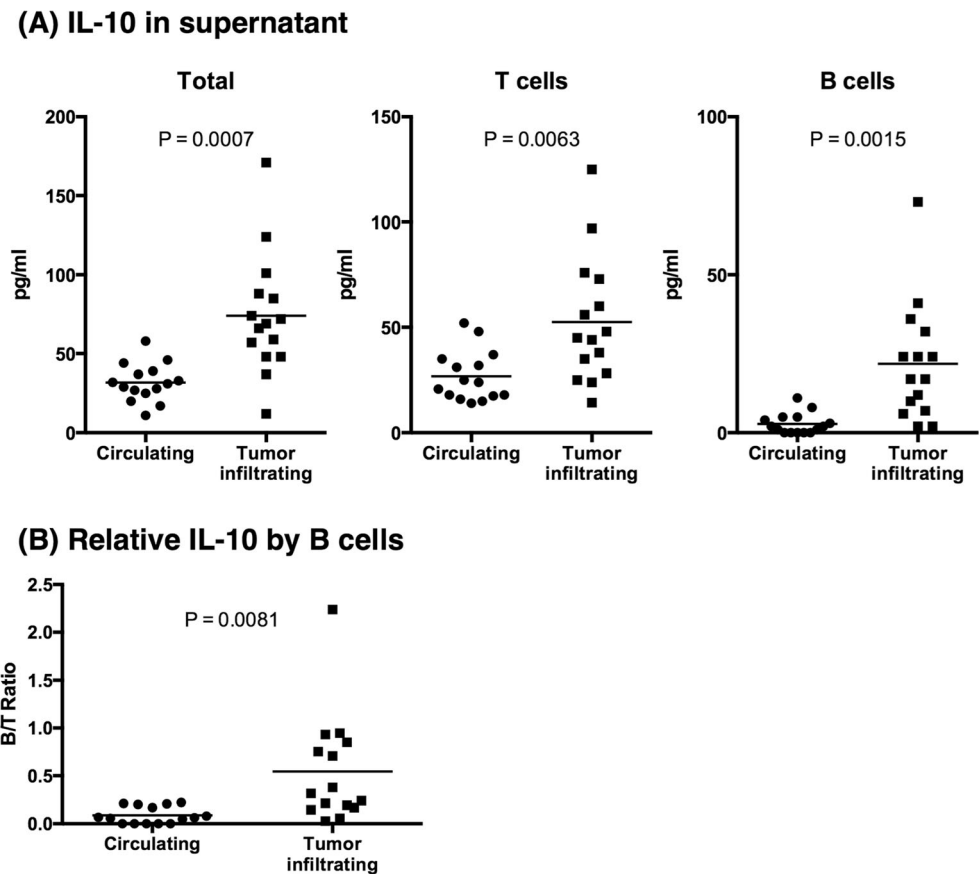 (A) IL-10 in supernatant
Total
T cells
B cells
200
150
100
50
0
pg/ml
P = 0.0007
Circulating
Tumor
infiltrating
150
100
50
0
pg/ml
P = 0.0063
Circulating
Tumor
infiltrating
100
50
0
pg/ml
P = 0.0015
Circulating
Tumor
infiltrating
(B) Relative IL-10 by B cells
2.5
2.0
1.5
1.0
0.5
0.0
B/T Ratio
P = 0.0081
Circulating
Tumor
infiltrating